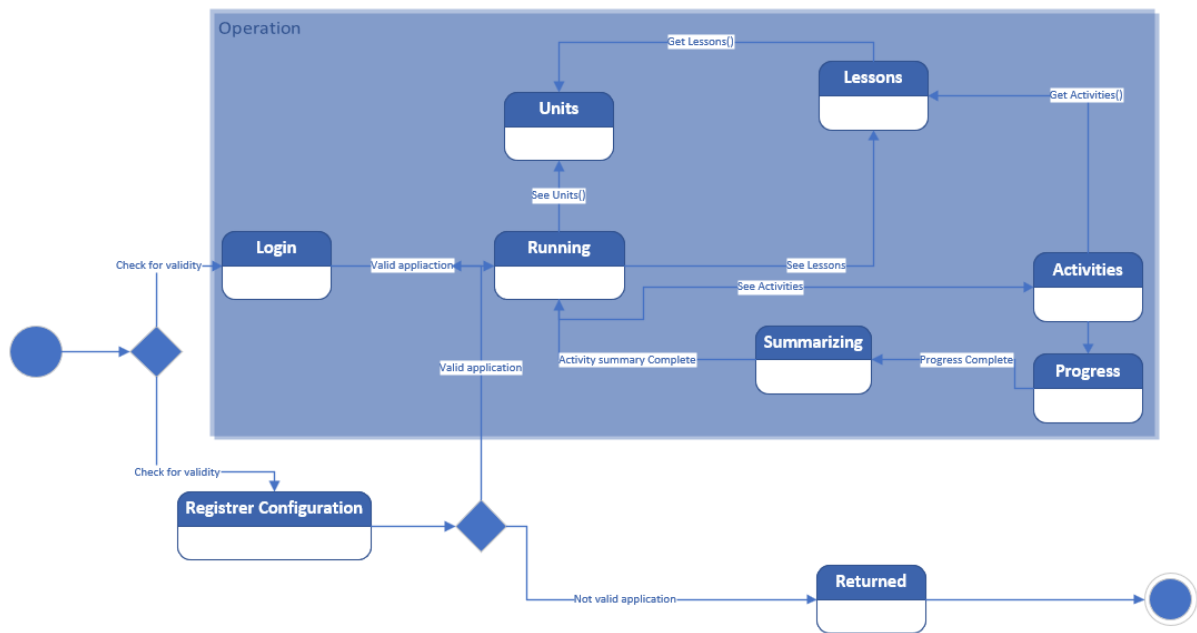 Operation
Get Lessons()
Lessons
Units
Get Activities()
See Units()
Login
Running
Check for validity
Valid appliaction
See Lessons
Activities
See Activities
Summarizing
Activity summary Complete
Progress Complete
Progress
Valid application
Check for validity
Registrer Configuration
Returned
Not valid application